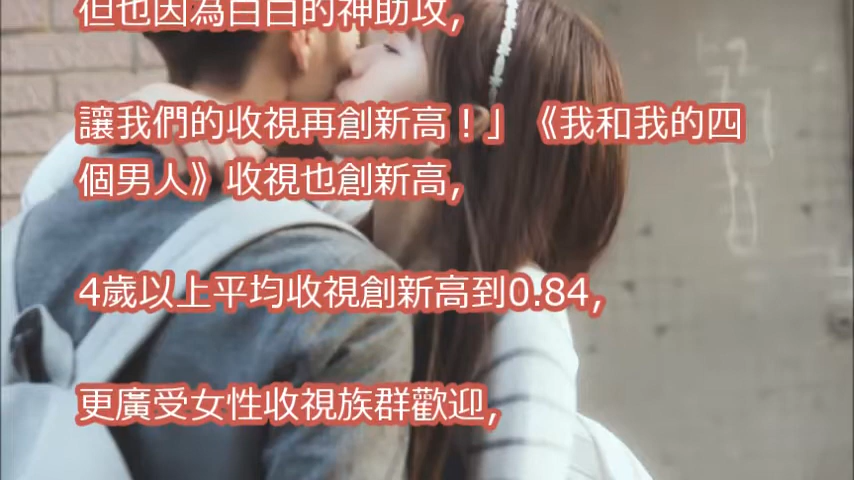 但也因為白白的神助攻，
讓我們的收視再創新高！」《我和我的四
個男人》收視也創新高，
4歲以上平均收視創新高到0.84，
更廣受女性收視族群歡迎，